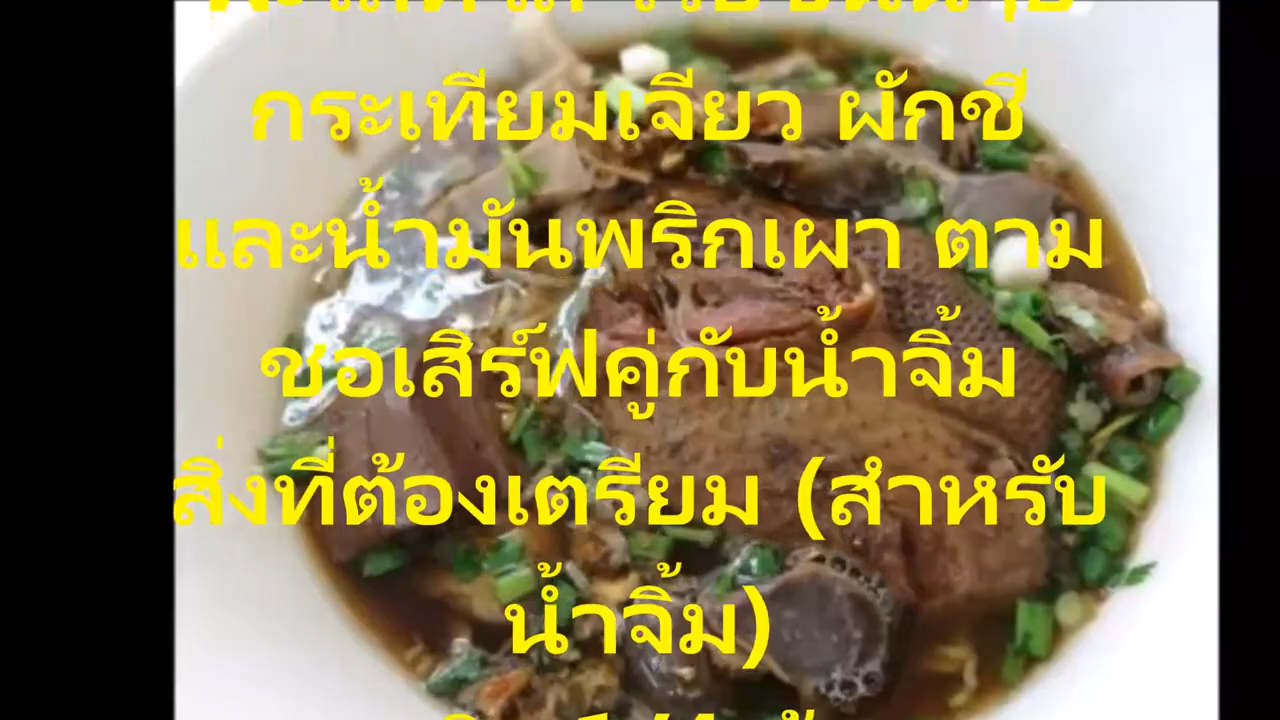 กระเทียมเจียว ผักชี
และน้ำมันพริกเผา ตาม
ชอเสิร์ฟคู่กับน้ำจิ้ม
สิ่งที่ต้องเตรียม (สำหรับ
น้ำจิ้ม)